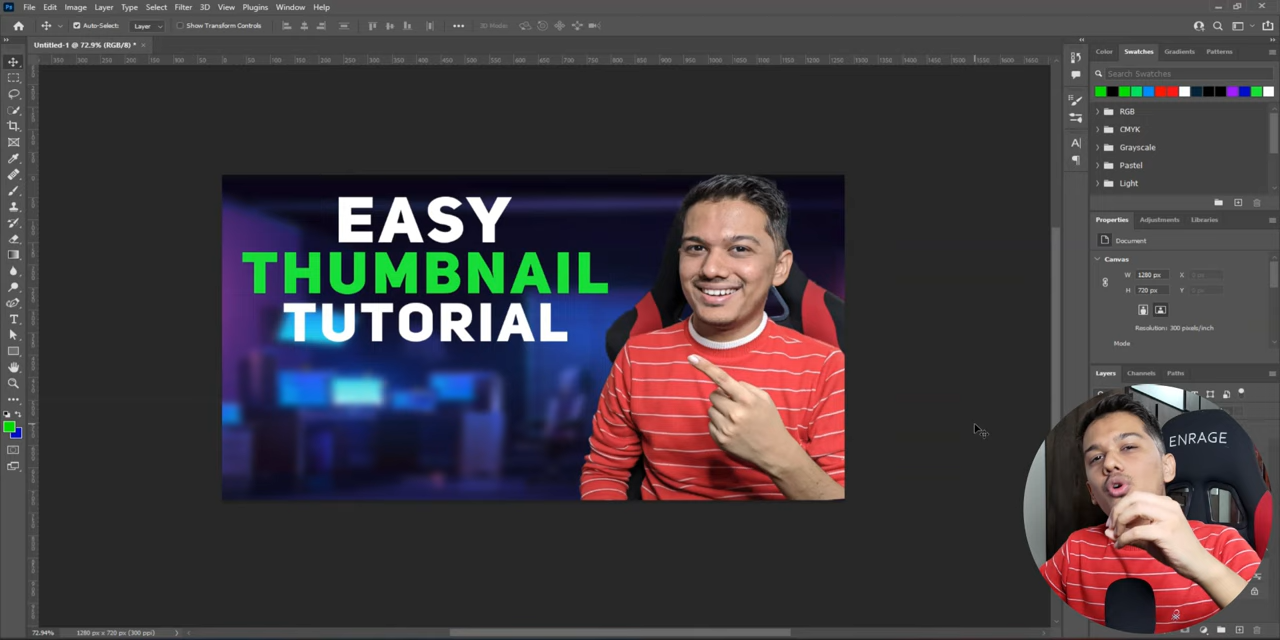 Ps File Edit Image Layer Type Select Filter 3D View Plugins Window Help
Auto-Select: Layer Show Transform Controls 3D Mode:
Untitled-1 @ 72.9% (RGB/8) *
Color Swatches Gradients Patterns
Search Swatches
RGB
CMYK
Grayscale
Pastel
Light
Properties Adjustments Libraries
Document
Canvas
W 1280 px X
H 720 px Y
Resolution: 300 pixels/inch
Mode
Layers Channels Paths
EASY
THUMBNAIL
TUTORIAL
ENRAGE
72.94% 1280 px x 720 px (300 ppi)